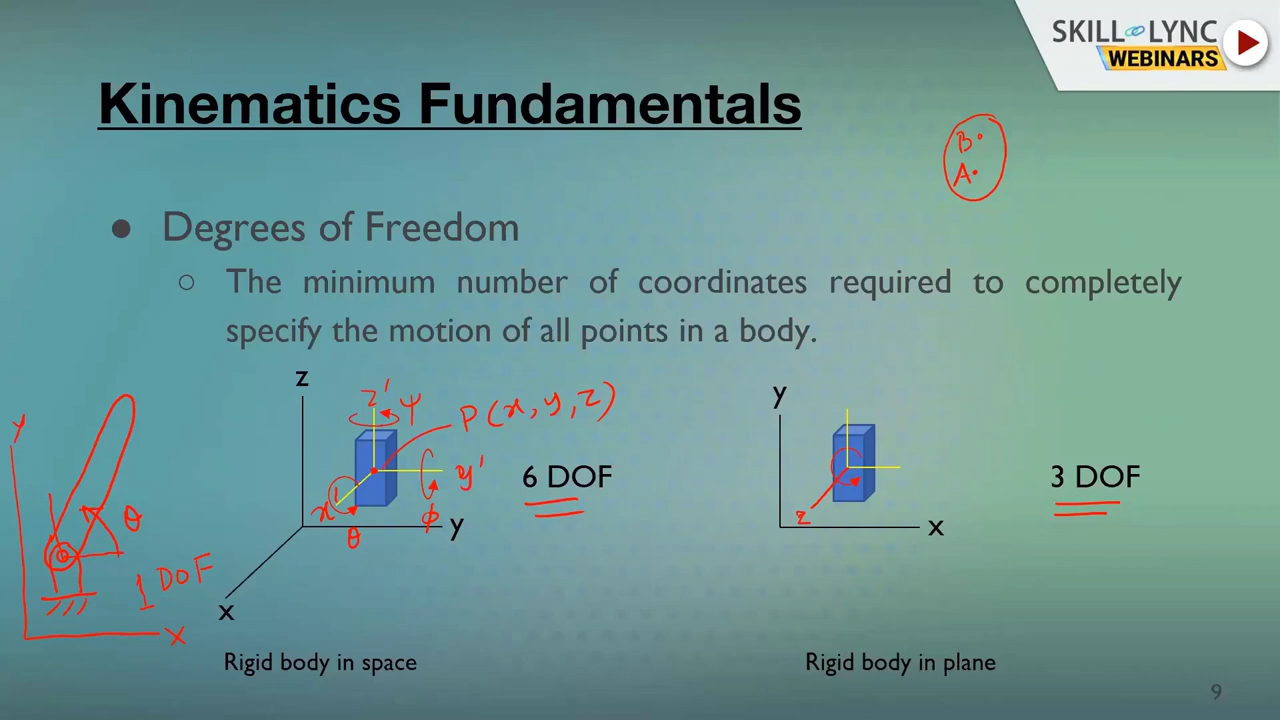 SKILL LYNC
WEBINARS
Kinematics Fundamentals
B
A
● Degrees of Freedom
○ The minimum number of coordinates required to completely
specify the motion of all points in a body.
z
z'
ψ
P(x, y, z)
y'
x'
θ
ϕ
6 DOF
y
x
Rigid body in space
y
z
x
3 DOF
Rigid body in plane
Y
θ
1 DOF
X
9